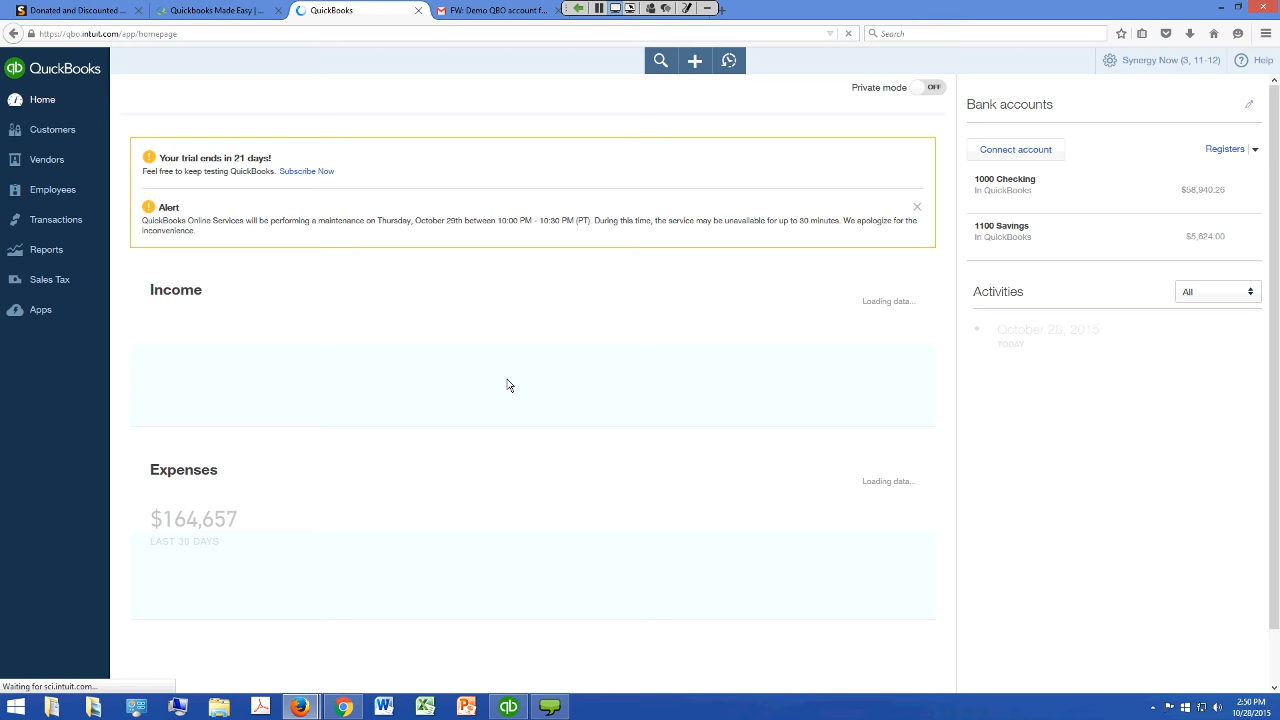 Donated and Discounted ...
Quickbooks Made Easy | ...
QuickBooks
FW: Demo QBO account f...
https://qbo.intuit.com/app/homepage
Search
qb QuickBooks
Synergy Now (3, 11-12)
Help
Home
Customers
Vendors
Employees
Transactions
Reports
Sales Tax
Apps
Private mode OFF
Your trial ends in 21 days!
Feel free to keep testing QuickBooks. Subscribe Now
Alert
QuickBooks Online Services will be performing a maintenance on Thursday, October 29th between 10:00 PM - 10:30 PM (PT). During this time, the service may be unavailable for up to 30 minutes. We apologize for the
inconvenience.
Income
Loading data...
Expenses
Loading data...
$164,657
LAST 30 DAYS
Bank accounts
Connect account
Registers
1000 Checking
In QuickBooks
$58,940.26
1100 Savings
In QuickBooks
$5,624.00
Activities
All
October 28, 2015
TODAY
Waiting for sci.intuit.com...
2:50 PM
10/28/2015